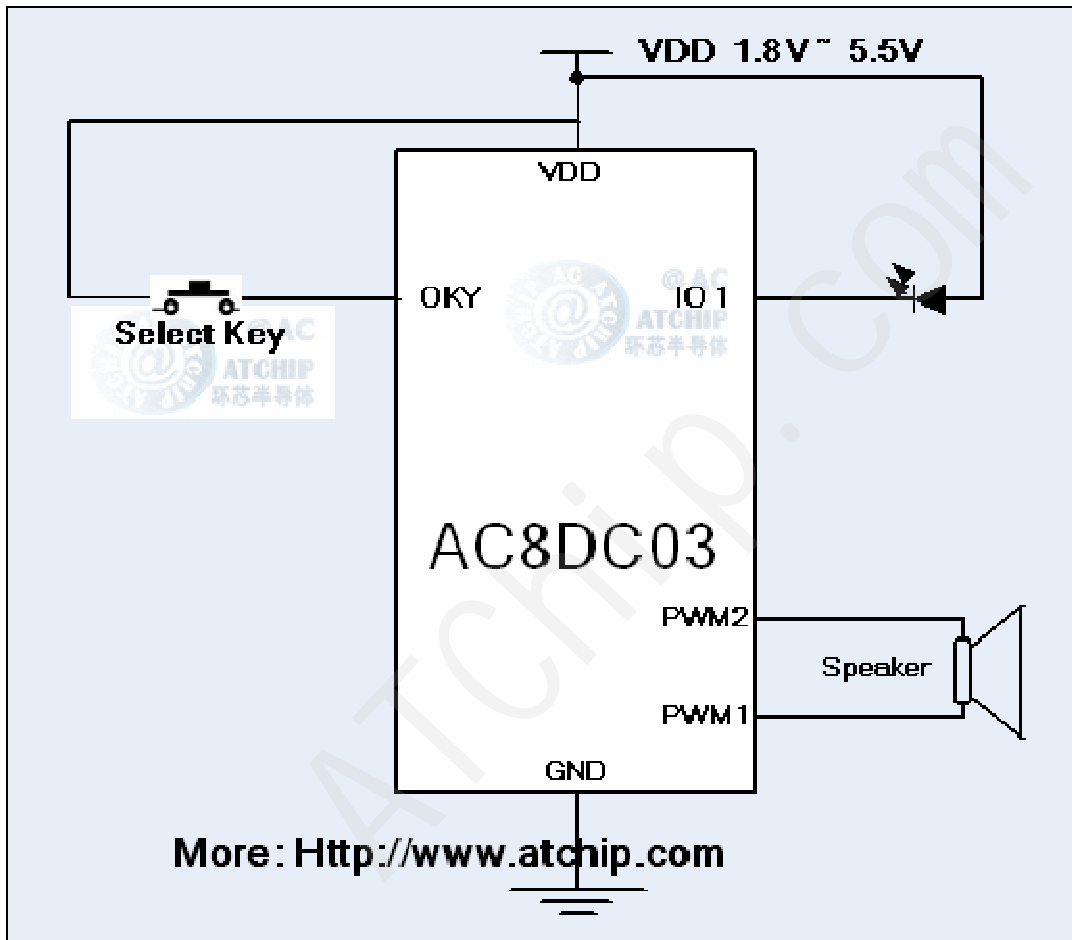 VDD 1.8V~ 5.5V
VDD
OKY
IO 1
@AC
ATCHIP
环芯半导体
Select Key
AC
ATCHIP
环芯半导体
AC8DC03
PWM2
Speaker
PWM1
GND
More: Http://www.atchip.com
ATChip.com